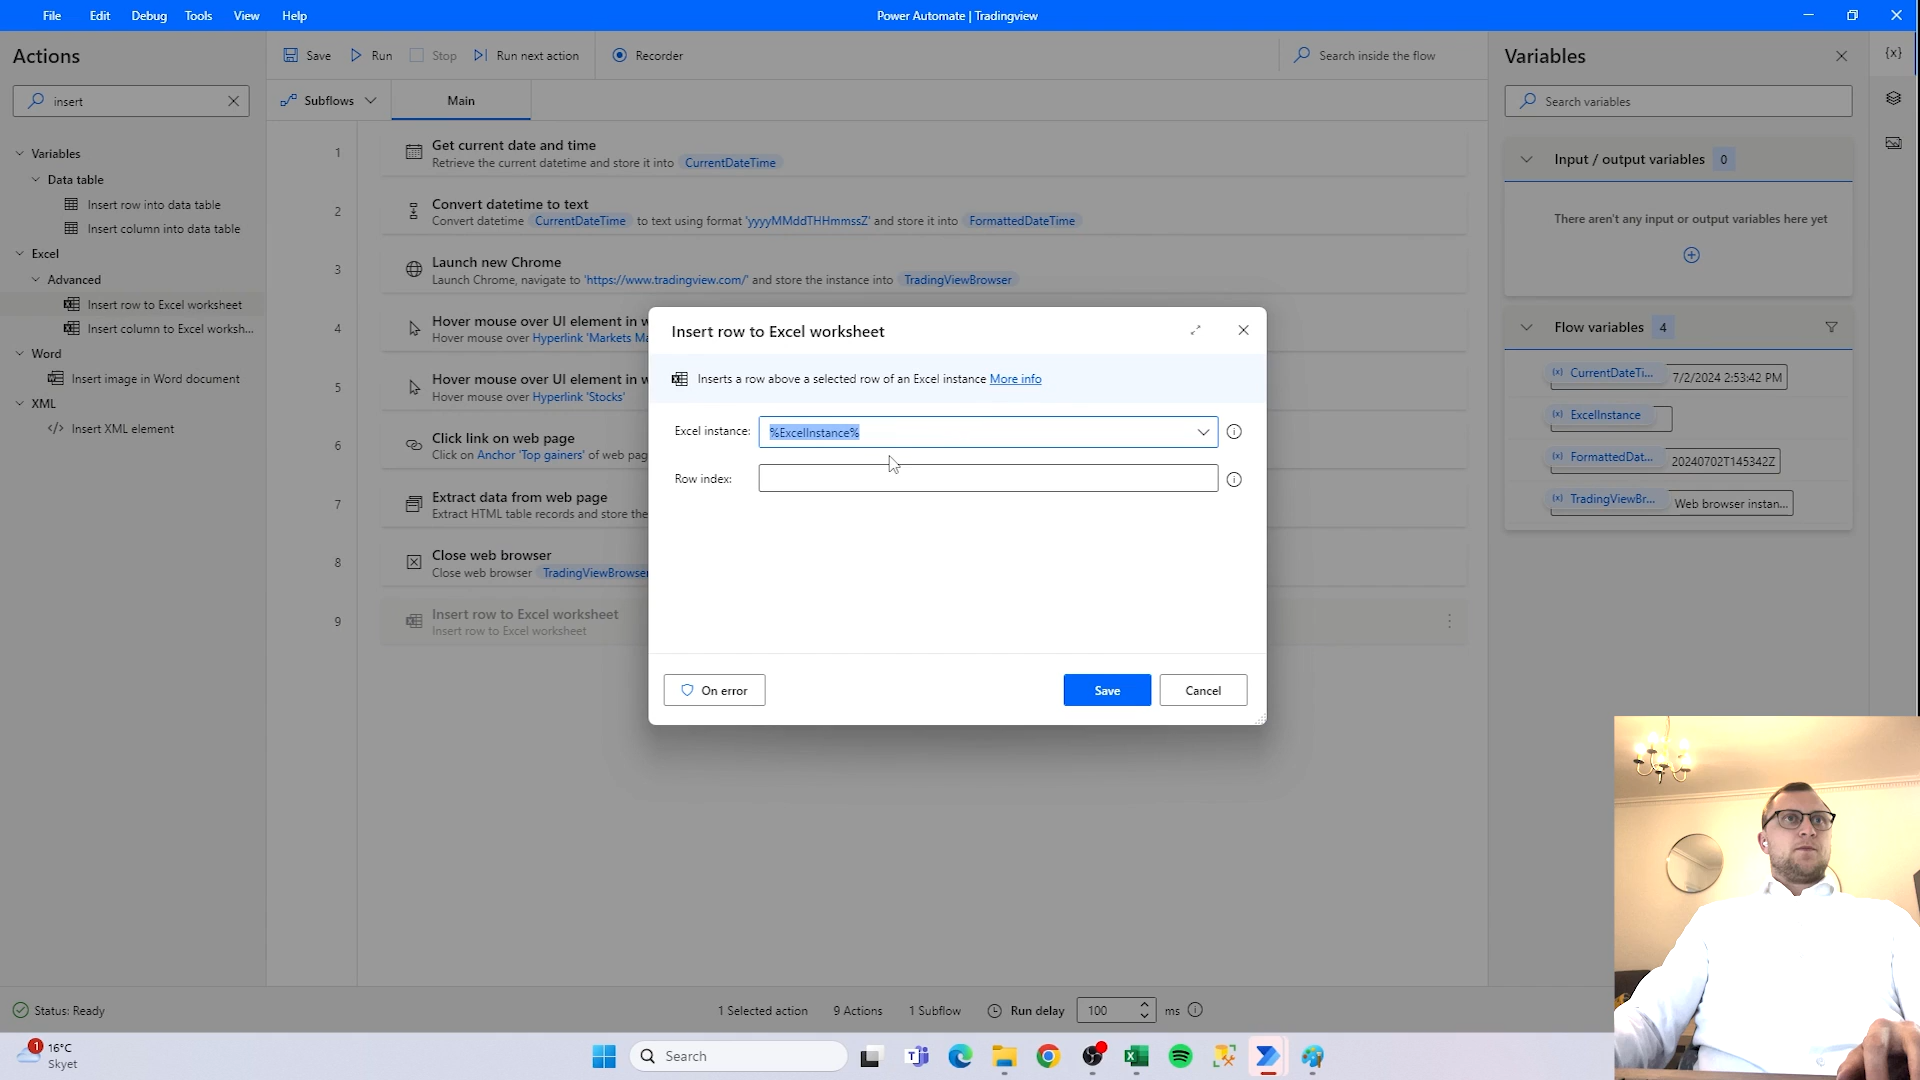 File Edit Debug Tools View Help
Power Automate | Tradingview
Actions
insert
Variables
Data table
Insert row into data table
Insert column into data table
Excel
Advanced
Insert row to Excel worksheet
Insert column to Excel worksh...
Word
Insert image in Word document
XML
Insert XML element
Save Run Stop Run next action Recorder
Search inside the flow
Subflows Main
1 Get current date and time
Retrieve the current datetime and store it into CurrentDateTime
2 Convert datetime to text
Convert datetime CurrentDateTime to text using format 'yyyyMMddTHHmmssZ' and store it into FormattedDateTime
3 Launch new Chrome
Launch Chrome, navigate to 'https://www.tradingview.com/' and store the instance into TradingViewBrowser
4 Hover mouse over UI element in w
Hover mouse over Hyperlink 'Markets Ma
5 Hover mouse over UI element in w
Hover mouse over Hyperlink 'Stocks'
6 Click link on web page
Click on Anchor 'Top gainers' of web pag
7 Extract data from web page
Extract HTML table records and store the
8 Close web browser
Close web browser TradingViewBrowser
9 Insert row to Excel worksheet
Insert row to Excel worksheet
Insert row to Excel worksheet
Inserts a row above a selected row of an Excel instance More info
Excel instance: %ExcelInstance%
Row index:
On error Save Cancel
Variables
{x}
Search variables
Input / output variables 0
There aren't any input or output variables here yet
Flow variables 4
(x) CurrentDateTi... 7/2/2024 2:53:42 PM
(x) ExcelInstance
(x) FormattedDat... 20240702T145342Z
(x) TradingViewBr... Web browser instan...
Status: Ready
1 Selected action 9 Actions 1 Subflow Run delay 100 ms
1
16°C
Skyet
Search